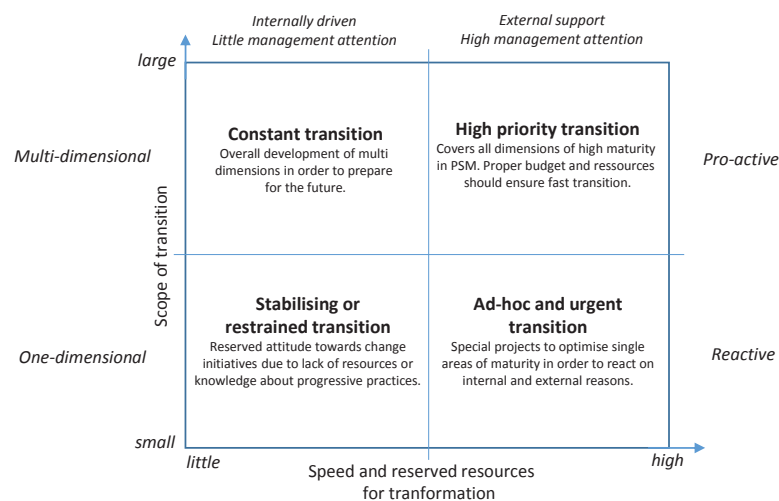 Internally driven
Little management attention
External support
High management attention
large
Multi-dimensional
Constant transition
Overall development of multi
dimensions in order to prepare
for the future.
High priority transition
Covers all dimensions of high maturity
in PSM. Proper budget and ressources
should ensure fast transition.
Pro-active
Scope of transition
One-dimensional
Stabilising or
restrained transition
Reserved attitude towards change
initiatives due to lack of resources or
knowledge about progressive practices.
Ad-hoc and urgent
transition
Special projects to optimise single
areas of maturity in order to react on
internal and external reasons.
Reactive
small
little
Speed and reserved resources
for tranformation
high